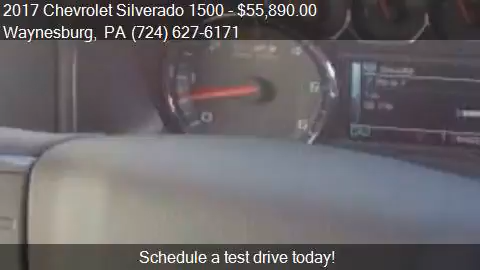 2017 Chevrolet Silverado 1500 - $55,890.00
Waynesburg, PA (724) 627-6171
Schedule a test drive today!